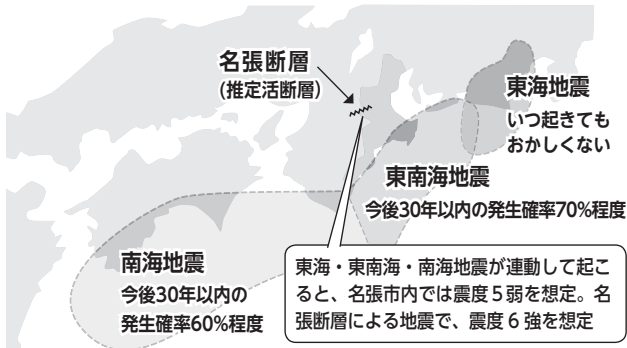 名張断層
(推定活断層)
東海地震
いつ起きても
おかしくない
東南海地震
今後30年以内の発生確率70%程度
南海地震
今後30年以内の
発生確率60%程度
東海・東南海・南海地震が連動して起こ
ると、名張市内では震度５弱を想定。名
張断層による地震で、震度６強を想定